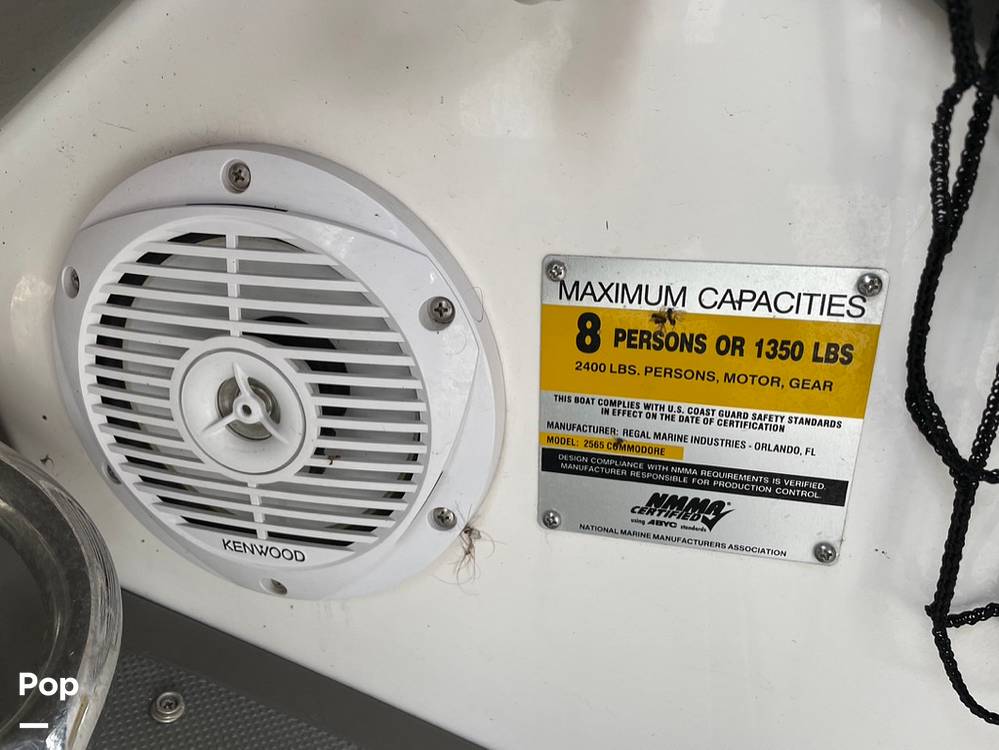 MAXIMUM CAPACITIES
8 PERSONS OR 1350 LBS
2400 LBS. PERSONS, MOTOR, GEAR
THIS BOAT COMPLIES WITH U.S. COAST GUARD SAFETY STANDARDS
IN EFFECT ON THE DATE OF CERTIFICATION
MANUFACTURER: REGAL MARINE INDUSTRIES - ORLANDO, FL
MODEL: 2565 COMMODORE
DESIGN COMPLIANCE WITH NMMA REQUIREMENTS IS VERIFIED.
MANUFACTURER RESPONSIBLE FOR PRODUCTION CONTROL.
NMMA®
CERTIFIED
using ABYC standards
NATIONAL MARINE MANUFACTURERS ASSOCIATION
KENWOOD
Pop